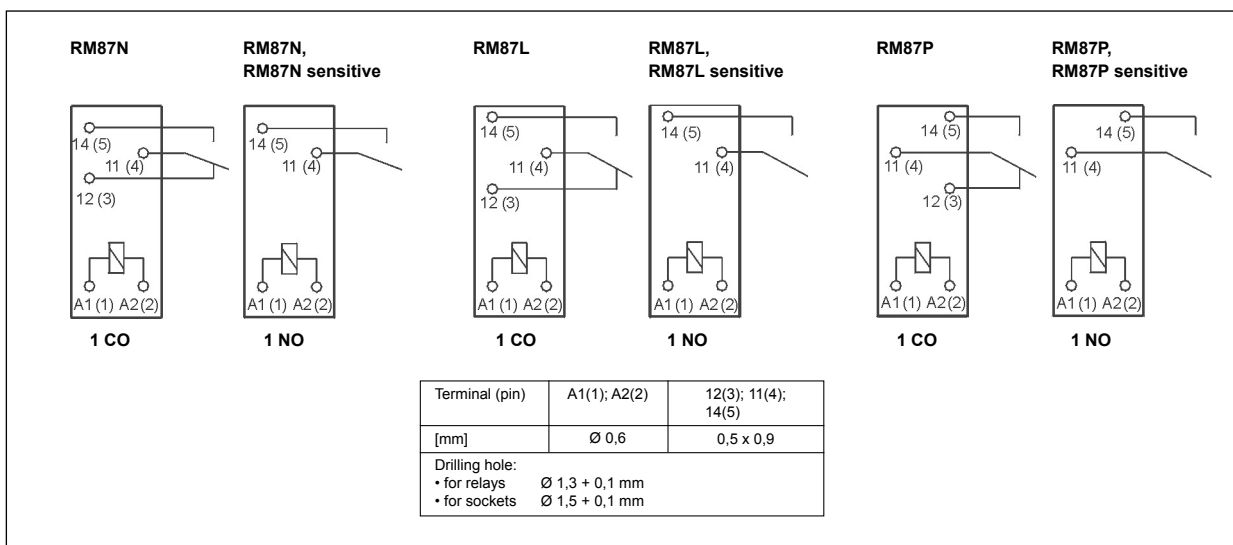 RM87N
RM87N,
RM87N sensitive
RM87L
RM87L,
RM87L sensitive
RM87P
RM87P,
RM87P sensitive
14 (5)
11 (4)
12 (3)
A1 (1) A2 (2)
1 CO
14 (5)
11 (4)
A1 (1) A2 (2)
1 NO
14 (5)
11 (4)
12 (3)
A1 (1) A2 (2)
1 CO
14 (5)
11 (4)
A1 (1) A2 (2)
1 NO
14 (5)
11 (4)
12 (3)
A1 (1) A2 (2)
1 CO
14 (5)
11 (4)
A1 (1) A2 (2)
1 NO
Terminal (pin) A1(1); A2(2) 12(3); 11(4);
14(5)
[mm] Ø 0,6 0,5 x 0,9
Drilling hole:
• for relays Ø 1,3 + 0,1 mm
• for sockets Ø 1,5 + 0,1 mm